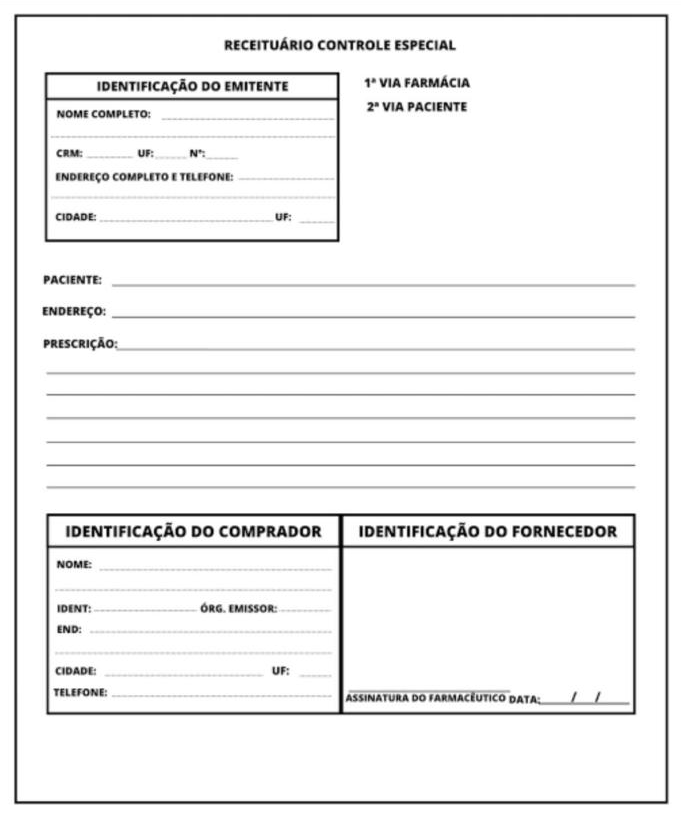 RECEITUÁRIO CONTROLE ESPECIAL
IDENTIFICAÇÃO DO EMITENTE
NOME COMPLETO:
CRM: UF: Nº:
ENDEREÇO COMPLETO E TELEFONE:
CIDADE: UF:
1ª VIA FARMÁCIA
2ª VIA PACIENTE
PACIENTE:
ENDEREÇO:
PRESCRIÇÃO:
IDENTIFICAÇÃO DO COMPRADOR
NOME:
IDENT: ÓRG. EMISSOR:
END:
CIDADE: UF:
TELEFONE:
IDENTIFICAÇÃO DO FORNECEDOR
ASSINATURA DO FARMACÊUTICO DATA: / /